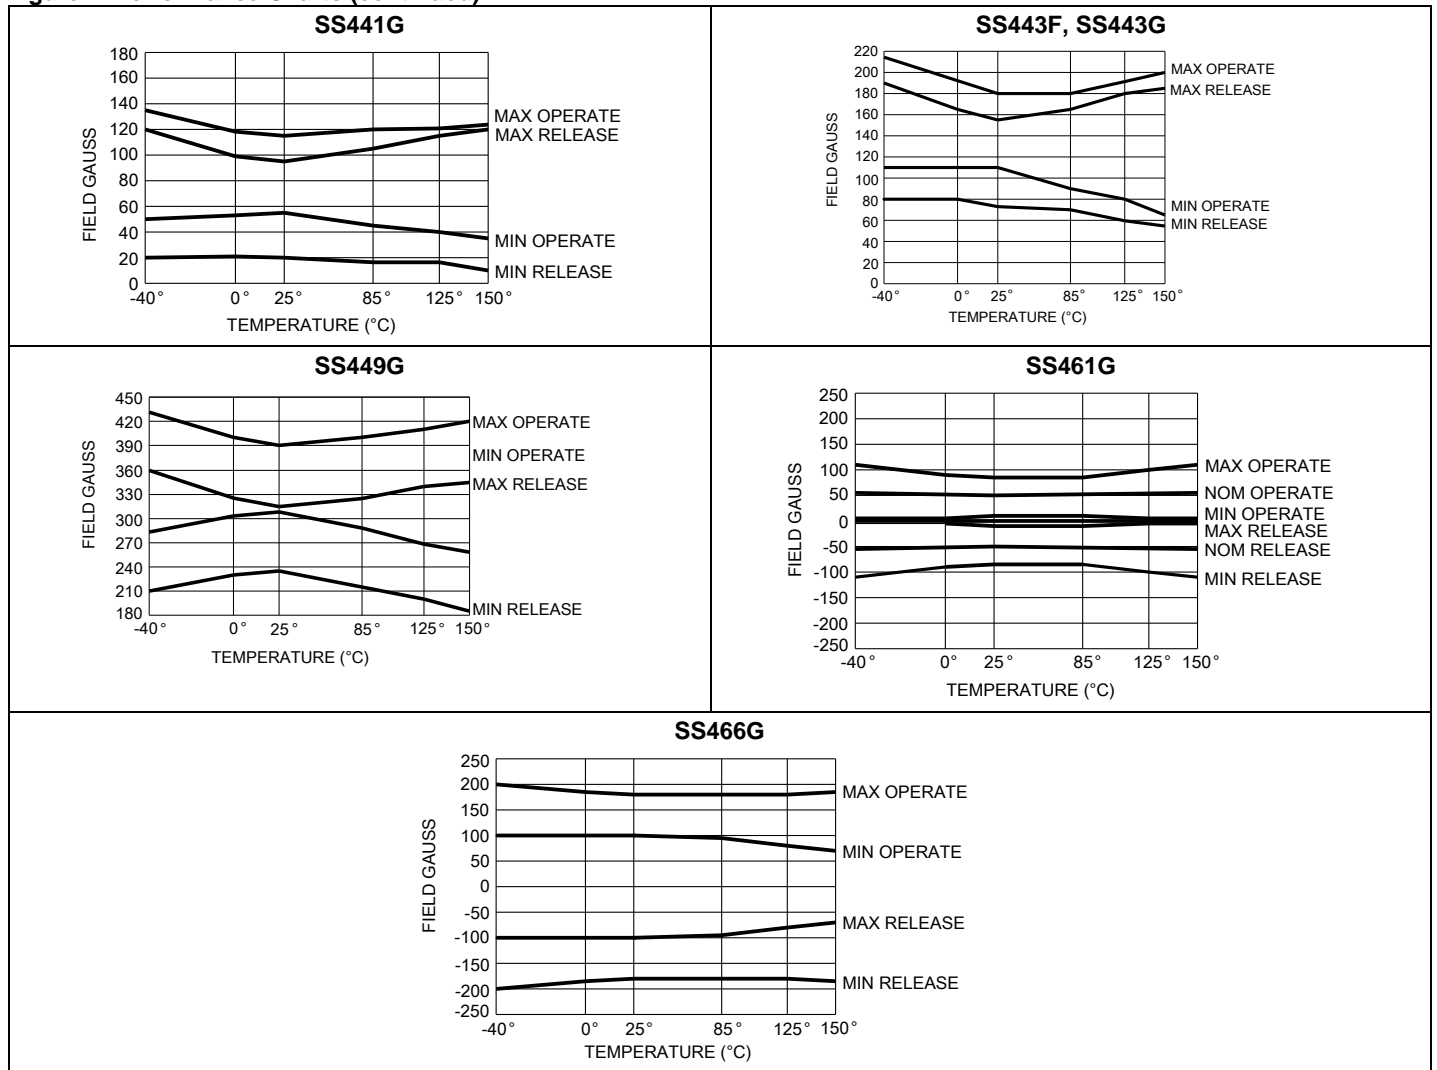 SS441G
180
160
140
120
100
80
60
40
20
0
FIELD GAUSS
MAX OPERATE
MAX RELEASE
MIN OPERATE
MIN RELEASE
-40° 0° 25° 85° 125° 150°
TEMPERATURE (°C)
SS443F, SS443G
220
200
180
160
140
120
100
80
60
40
20
0
FIELD GAUSS
MAX OPERATE
MAX RELEASE
MIN OPERATE
MIN RELEASE
-40° 0° 25° 85° 125° 150°
TEMPERATURE (°C)
SS449G
450
420
390
360
330
300
270
240
210
180
FIELD GAUSS
MAX OPERATE
MIN OPERATE
MAX RELEASE
MIN RELEASE
-40° 0° 25° 85° 125° 150°
TEMPERATURE (°C)
SS461G
250
200
150
100
50
0
-50
-100
-150
-200
-250
FIELD GAUSS
MAX OPERATE
NOM OPERATE
MIN OPERATE
MAX RELEASE
NOM RELEASE
MIN RELEASE
-40° 0° 25° 85° 125° 150°
TEMPERATURE (°C)
SS466G
250
200
150
100
50
0
-50
-100
-150
-200
-250
FIELD GAUSS
MAX OPERATE
MIN OPERATE
MAX RELEASE
MIN RELEASE
-40° 0° 25° 85° 125° 150°
TEMPERATURE (°C)